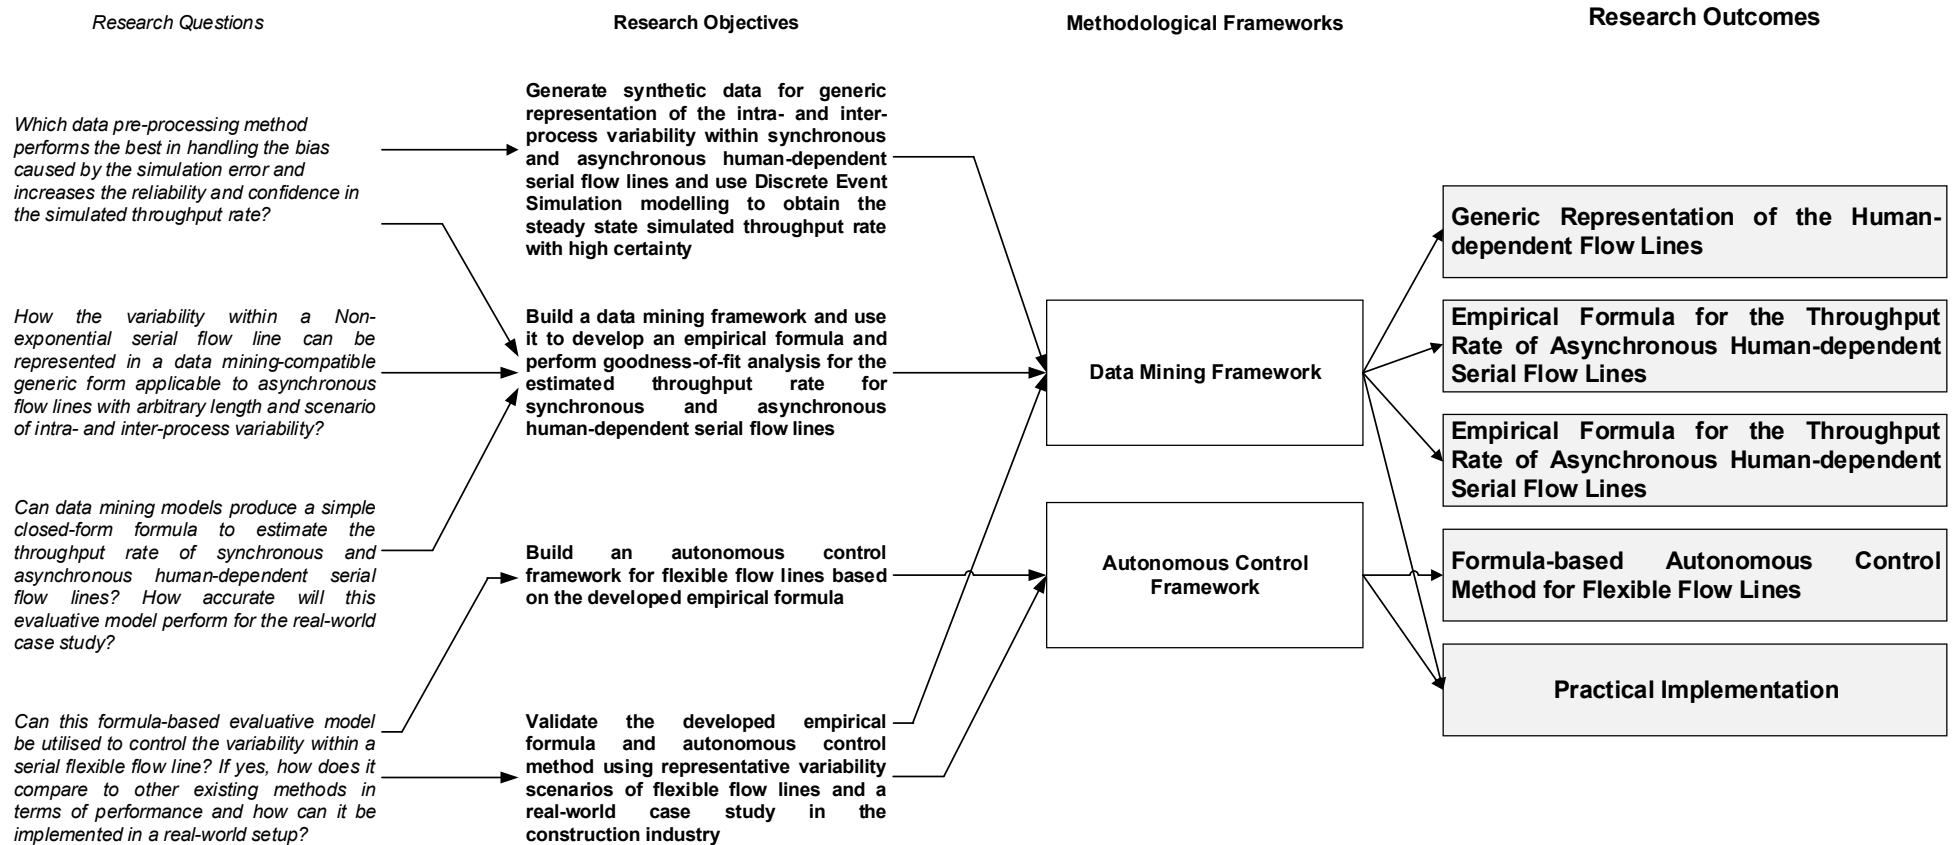 Research Questions
Research Objectives
Methodological Frameworks
Research Outcomes
Which data pre-processing method
performs the best in handling the bias
caused by the simulation error and
increases the reliability and confidence in
the simulated throughput rate?
How the variability within a Non-
exponential serial flow line can be
represented in a data mining-compatible
generic form applicable to asynchronous
flow lines with arbitrary length and scenario
of intra- and inter-process variability?
Can data mining models produce a simple
closed-form formula to estimate the
throughput rate of synchronous and
asynchronous human-dependent serial
flow lines? How accurate will this
evaluative model perform for the real-world
case study?
Can this formula-based evaluative model
be utilised to control the variability within a
serial flexible flow line? If yes, how does it
compare to other existing methods in
terms of performance and how can it be
implemented in a real-world setup?
Generate synthetic data for generic
representation of the intra- and inter-
process variability within synchronous
and asynchronous human-dependent
serial flow lines and use Discrete Event
Simulation modelling to obtain the
steady state simulated throughput rate
with high certainty
Build a data mining framework and use
it to develop an empirical formula and
perform goodness-of-fit analysis for the
estimated throughput rate for
synchronous and asynchronous
human-dependent serial flow lines
Build an autonomous control
framework for flexible flow lines based
on the developed empirical formula
Validate the developed empirical
formula and autonomous control
method using representative variability
scenarios of flexible flow lines and a
real-world case study in the
construction industry
Data Mining Framework
Autonomous Control
Framework
Generic Representation of the Human-
dependent Flow Lines
Empirical Formula for the Throughput
Rate of Asynchronous Human-dependent
Serial Flow Lines
Empirical Formula for the Throughput
Rate of Asynchronous Human-dependent
Serial Flow Lines
Formula-based Autonomous Control
Method for Flexible Flow Lines
Practical Implementation